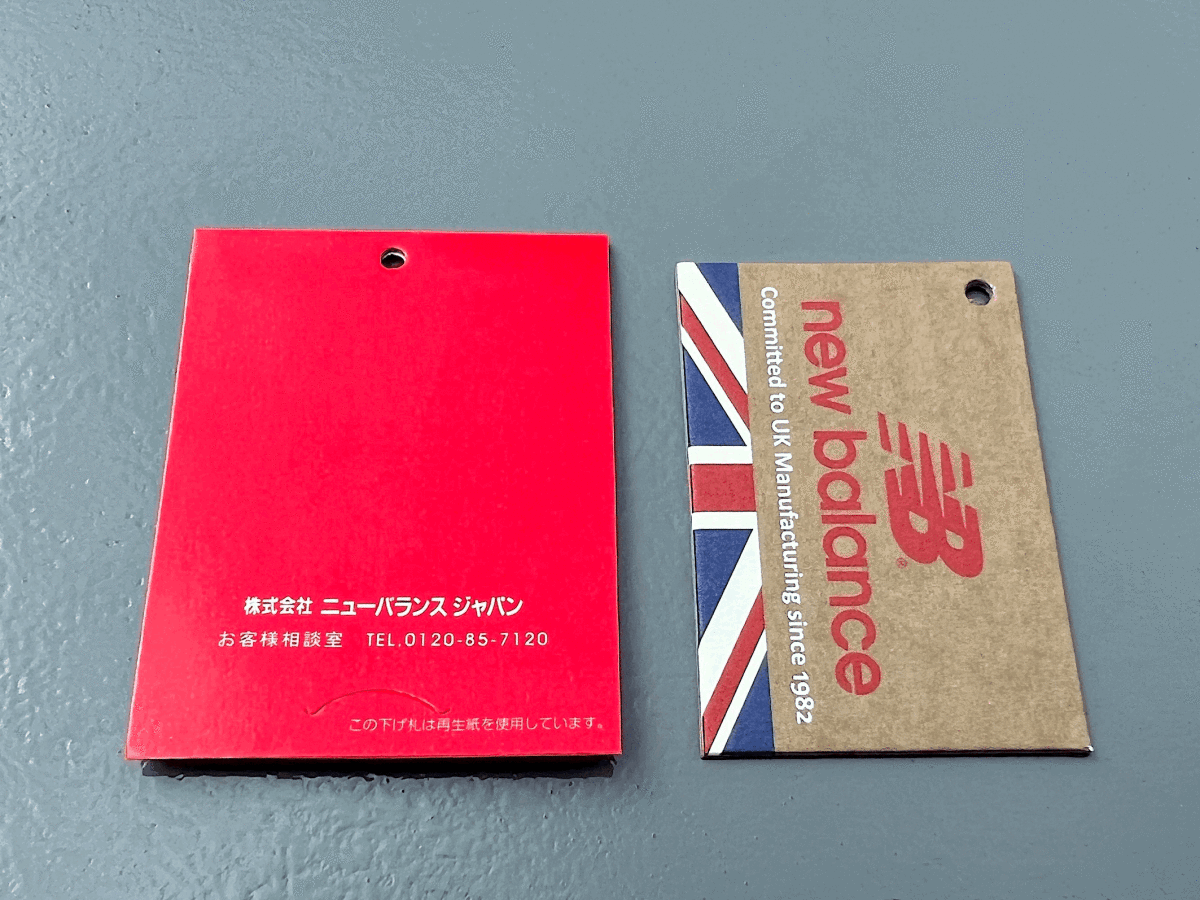 株式会社 ニューバランス ジャパン
お客様相談室 TEL.0120-85-7120
この下げ札は再生紙を使用しています。
NB®
new balance
Committed to UK Manufacturing since 1982